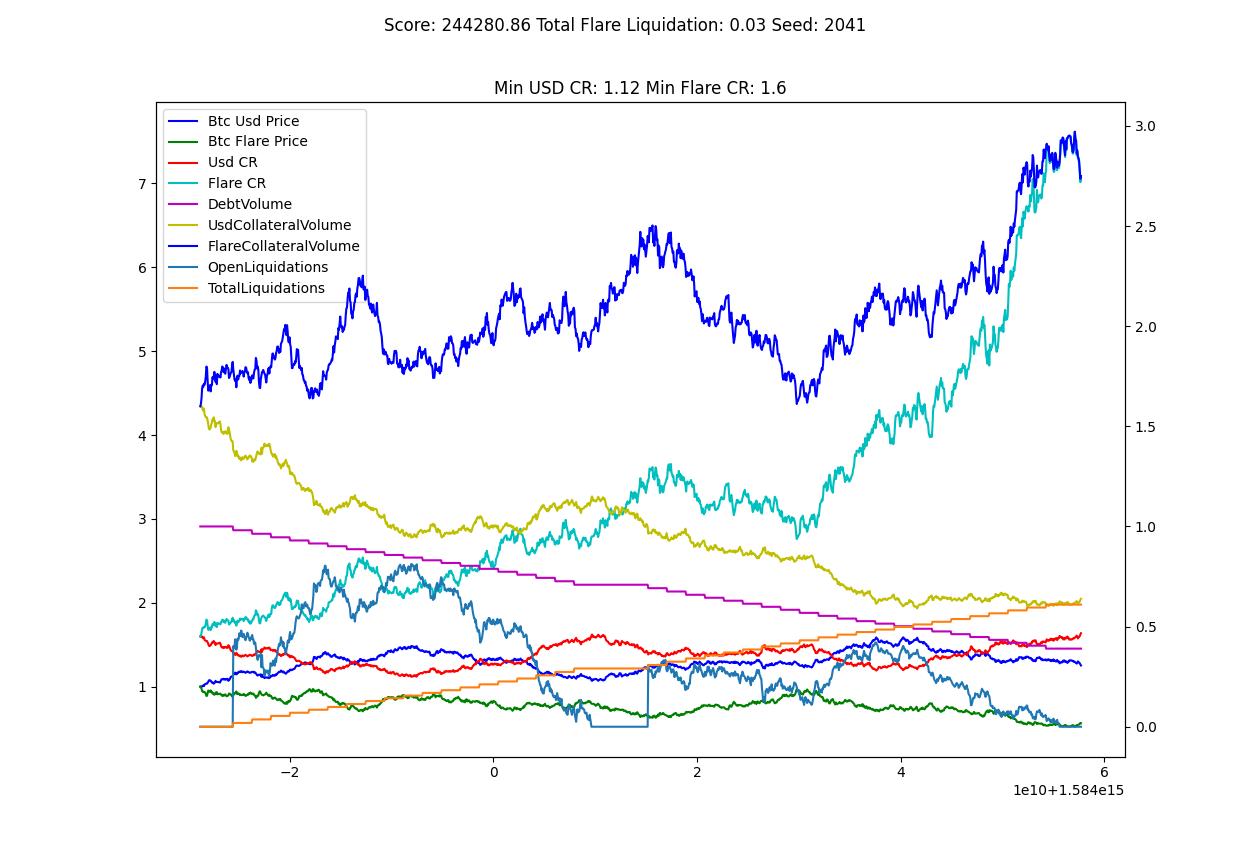 Score: 244280.86 Total Flare Liquidation: 0.03 Seed: 2041
Min USD CR: 1.12 Min Flare CR: 1.6
Btc Usd Price
Btc Flare Price
Usd CR
Flare CR
DebtVolume
UsdCollateralVolume
FlareCollateralVolume
OpenLiquidations
TotalLiquidations
7
6
5
4
3
2
1
3.0
2.5
2.0
1.5
1.0
0.5
0.0
−2 0 2 4 6
1e10+1.584e15